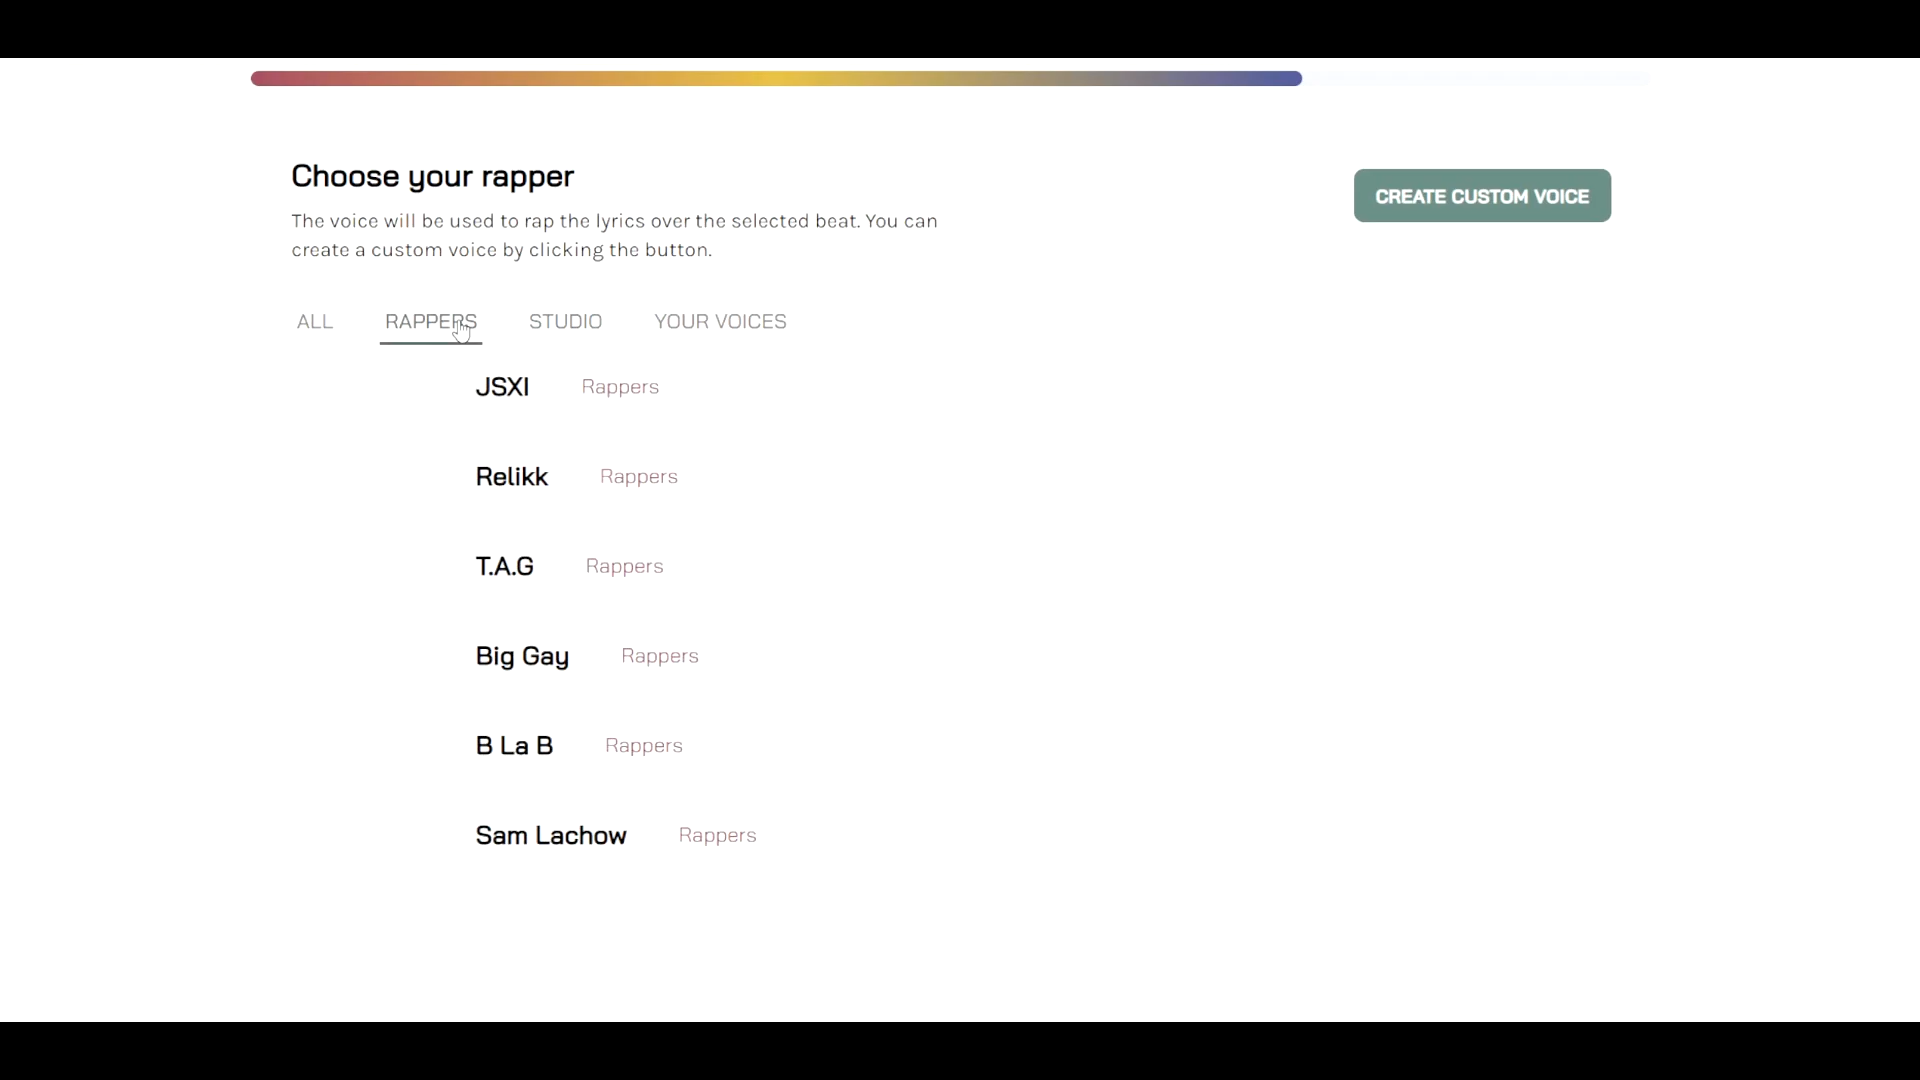 Choose your rapper
CREATE CUSTOM VOICE
The voice will be used to rap the lyrics over the selected beat. You can
create a custom voice by clicking the button.
ALL RAPPERS STUDIO YOUR VOICES
JSXI Rappers
Relikk Rappers
T.A.G Rappers
Big Gay Rappers
B La B Rappers
Sam Lachow Rappers